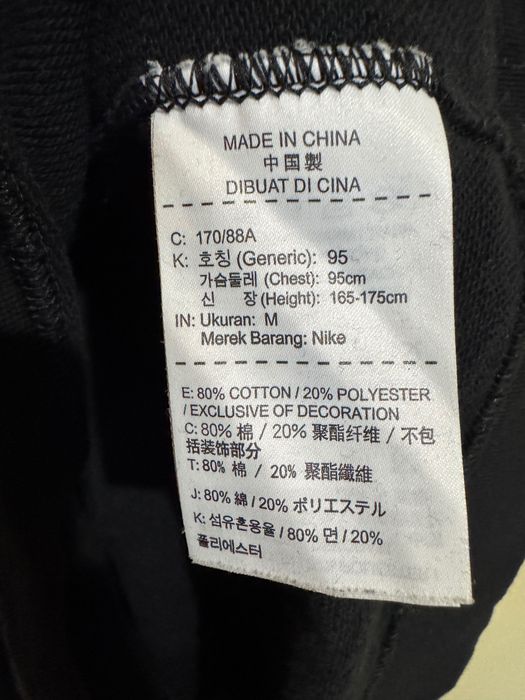 MADE IN CHINA
中国製
DIBUAT DI CINA
C: 170/88A
K: 호칭 (Generic): 95
가슴둘레 (Chest): 95cm
신 장 (Height): 165-175cm
IN: Ukuran: M
Merek Barang: Nike
E: 80% COTTON / 20% POLYESTER
/ EXCLUSIVE OF DECORATION
C: 80% 棉 / 20% 聚酯纤维 / 不包
括装饰部分
T: 80% 棉 / 20% 聚酯纖維
J: 80% 綿 / 20% ポリエステル
K: 섬유혼용율 / 80% 면 / 20%
폴리에스터